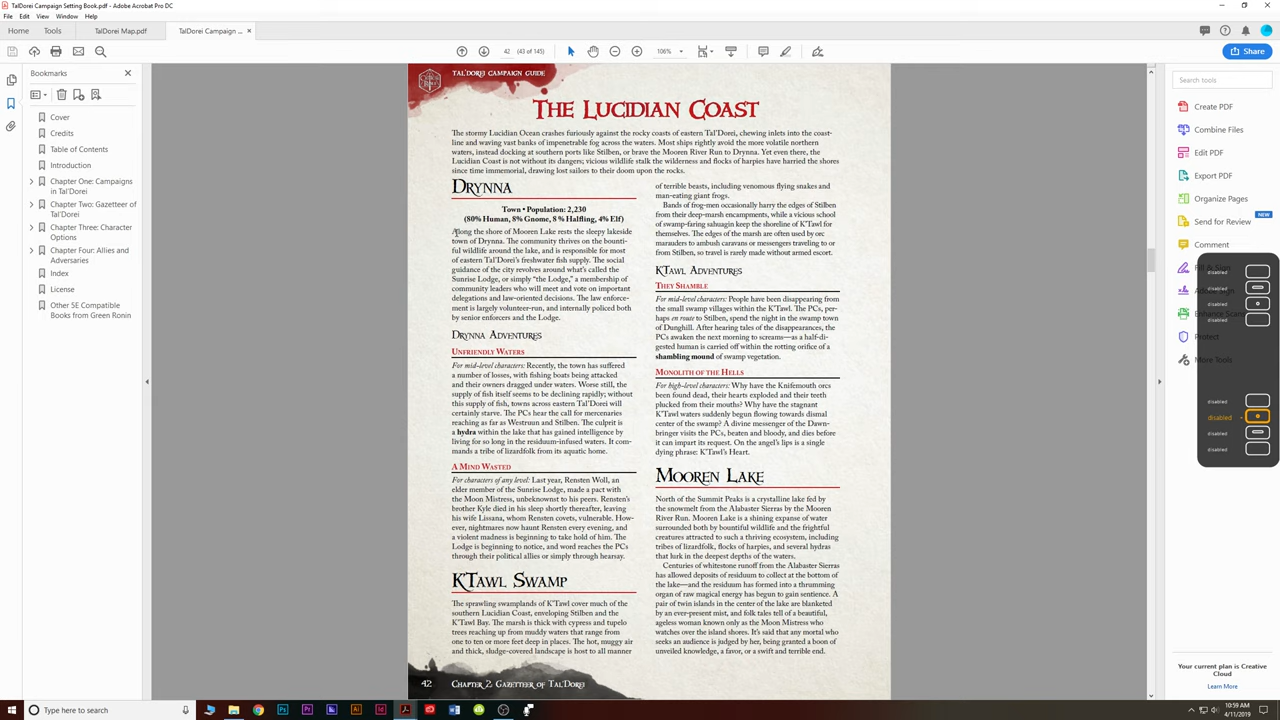 TalDorei Campaign Setting Book.pdf - Adobe Acrobat Pro DC
File Edit View Window Help
Home Tools TalDorei Map.pdf TalDorei Campaign ... ×
42 (43 of 145) 106% Share
Bookmarks
Cover
Credits
Table of Contents
Introduction
Chapter One: Campaigns
in Tal'Dorei
Chapter Two: Gazetteer of
Tal'Dorei
Chapter Three: Character
Options
Chapter Four: Allies and
Adversaries
Index
License
Other 5E Compatible
Books from Green Ronin
Tal'Dorei Campaign Guide
The Lucidian Coast
The stormy Lucidian Ocean crashes furiously against the rocky coasts of eastern Tal'Dorei, chewing inlets into the coast-
line and waving vast banks of impenetrable fog across the waters. Most ships rightly avoid the more volatile northern
waters, instead docking at southern ports like Stilben, or brave the Mooren River Run to Drynna. Yet even there, the
Lucidian Coast is not without its dangers; vicious wildlife stalk the wilderness and flocks of harpies have harried the shores
since time immemorial, drawing lost sailors to their doom upon the rocks.
Drynna
Town • Population: 2,230
(80% Human, 8% Gnome, 8% Halfling, 4% Elf)
Along the shore of Mooren Lake rests the sleepy lakeside
town of Drynna. The community thrives on the bounti-
ful wildlife around the lake, and is responsible for most
of eastern Tal'Dorei's freshwater fish supply. The social
guidance of the city revolves around what's called the
Sunrise Lodge, or simply "the Lodge," a membership of
community leaders who will meet and vote on important
delegations and law-oriented decisions. The law enforce-
ment is largely volunteer-run, and internally policed both
by senior enforcers and the Lodge.
Drynna Adventures
Unfriendly Waters
For mid-level characters: Recently, the town has suffered
a number of losses, with fishing boats being attacked
and their owners dragged under waters. Worse still, the
supply of fish itself seems to be declining rapidly; without
this supply of fish, towns across eastern Tal'Dorei will
certainly starve. The PCs hear the call for mercenaries
reaching as far as Westruun and Stilben. The culprit is
a hydra within the lake that has gained intelligence by
living for so long in the residuum-infused waters. It com-
mands a tribe of lizardfolk from its aquatic home.
A Mind Wasted
For characters of any level: Last year, Rensten Woll, an
elder member of the Sunrise Lodge, made a pact with
the Moon Mistress, unbeknownst to his peers. Rensten's
brother Kyle died in his sleep shortly thereafter, leaving
his wife Lissana, whom Rensten covets, vulnerable. How-
ever, nightmares now haunt Rensten every evening, and
a violent madness is beginning to take hold of him. The
Lodge is beginning to notice, and word reaches the PCs
through their political allies or simply through hearsay.
K'Tawl Swamp
The sprawling swamplands of K'Tawl cover much of the
southern Lucidian Coast, enveloping Stilben and the
K'Tawl Bay. The marsh is thick with cypress and tupelo
trees reaching up from muddy waters that range from
one to ten or more feet deep in places. The hot, muggy air
and thick, sludge-covered landscape is host to all manner
of terrible beasts, including venomous flying snakes and
man-eating giant frogs.
Bands of frog-men occasionally harry the edges of Stilben
from their deep-marsh encampments, while a vicious school
of swamp-faring sahuagin keep the shoreline of K'Tawl for
themselves. The edges of the marsh are often used by orc
marauders to ambush caravans or messengers traveling to or
from Stilben, so travel is rarely made without armed escort.
K'Tawl Adventures
They Shamble
For mid-level characters: People have been disappearing from
the small swamp villages within the K'Tawl. The PCs, per-
haps en route to Stilben, spend the night in the swamp town
of Dunghill. After hearing tales of the disappearances, the
PCs awake the next morning to screams—as a half-di-
gested human is carried off within the rotting orifice of a
shambling mound of swamp vegetation.
Monolith of the Hells
For high-level characters: Why have the Knifemouth orcs
been found dead, their hearts exploded and their teeth
plucked from their mouths? Why have the stagnant
K'Tawl waters suddenly begun flowing towards dismal
center of the swamp? A divine messenger of the Dawn-
bringer visits the PCs, beaten and bloody, and dies before
it can impart its request. On the angel's lips is a single
dying phrase: K'Tawl's Heart.
Mooren Lake
North of the Summit Peaks is a crystalline lake fed by
the snowmelt from the Alabaster Sierras by the Mooren
River Run. Mooren Lake is a shining expanse of water
surrounded both by bountiful wildlife and the frightful
creatures attracted to such a thriving ecosystem, including
tribes of lizardfolk, flocks of harpies, and several hydras
that lurk in the deepest depths of the waters.
Centuries of whitestone runoff from the Alabaster Sierras
has allowed deposits of residuum to collect at the bottom of
the lake—and the residuum has formed into a thrumming
organ of raw magical energy has begun to gain sentience. A
pair of twin islands in the center of the lake are blanketed
by an ever-present mist, and folk tales tell of a beautiful,
ageless woman known only as the Moon Mistress who
watches over the island shores. It's said that any mortal who
seeks an audience is judged by her, being granted a boon of
unveiled knowledge, a favor, or a swift and terrible end.
42 Chapter 2: Gazetteer of Tal'Dorei
Search tools
Create PDF
Combine Files
Edit PDF
Export PDF
Organize Pages
Send for Review
Comment
Protect
More Tools
disabled
disabled
disabled
disabled
disabled
disabled
disabled
disabled
Your current plan is Creative
Cloud
Learn More
Type here to search
10:59 AM
4/11/2019